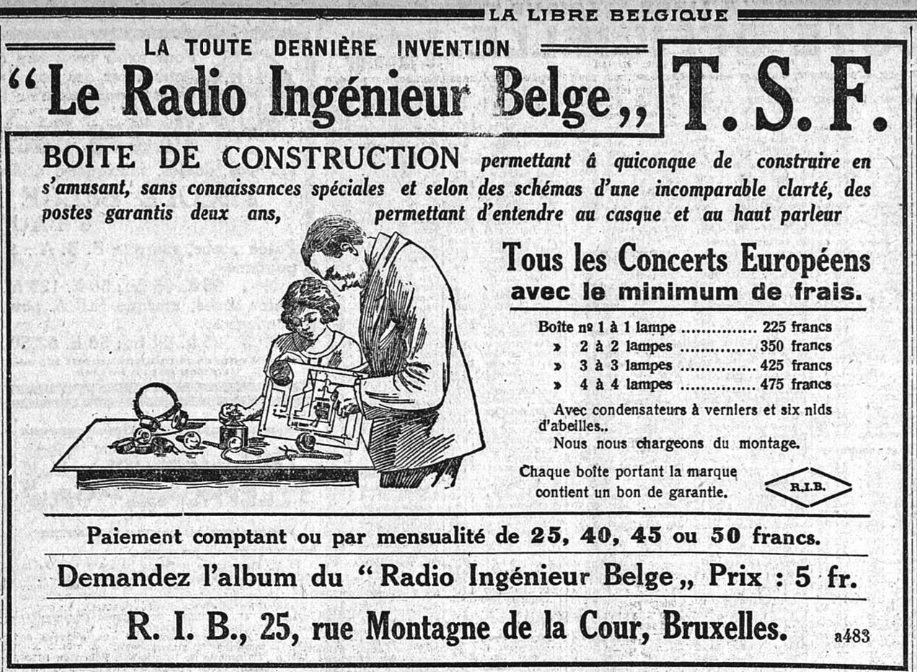 LA LIBRE BELGIQUE
LA TOUTE DERNIÈRE INVENTION
“Le Radio Ingénieur Belge„
T.S.F.
BOITE DE CONSTRUCTION permettant à quiconque de construire en
s'amusant, sans connaissances spéciales et selon des schémas d'une incomparable clarté, des
postes garantis deux ans, permettant d'entendre au casque et au haut parleur
Tous les Concerts Européens
avec le minimum de frais.
Boîte nº 1 à 1 lampe ............. 225 francs
» 2 à 2 lampes ............. 350 francs
» 3 à 3 lampes ............. 425 francs
» 4 à 4 lampes ............. 475 francs
Avec condensateurs à verniers et six nids
d'abeilles..
Nous nous chargeons du montage.
Chaque boîte portant la marque
contient un bon de garantie.
R.I.B.
Paiement comptant ou par mensualité de 25, 40, 45 ou 50 francs.
Demandez l'album du “Radio Ingénieur Belge„ Prix : 5 fr.
R. I. B., 25, rue Montagne de la Cour, Bruxelles.
a483